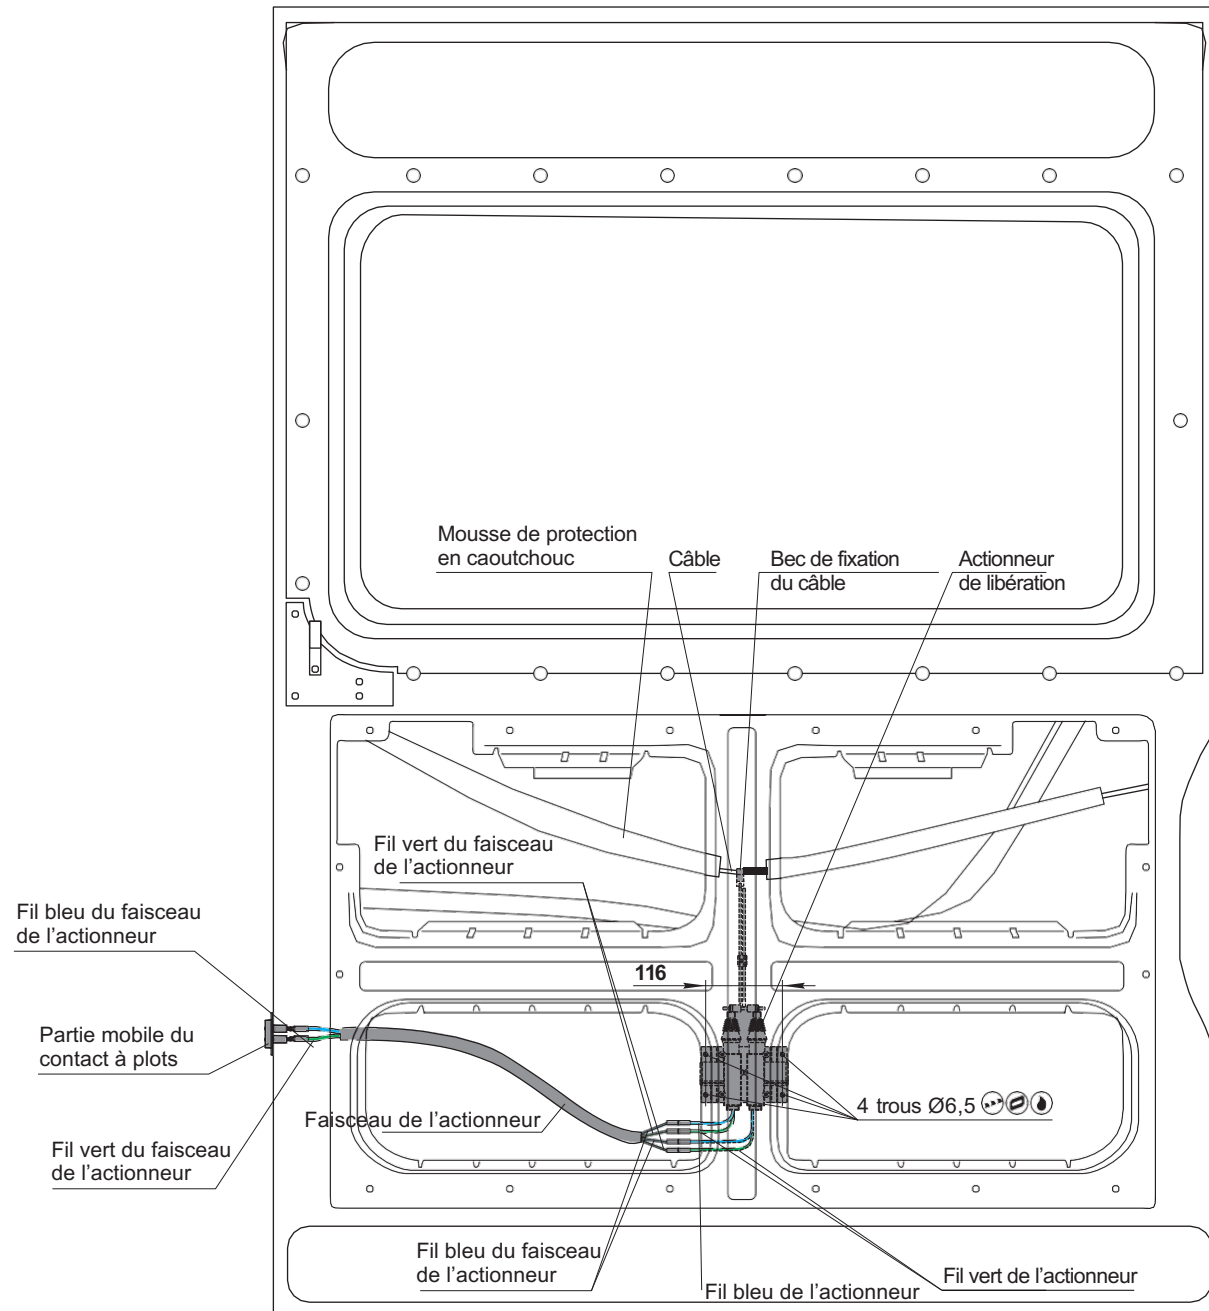 Mousse de protection
en caoutchouc
Câble
Bec de fixation
du câble
Actionneur
de libération
Fil vert du faisceau
de l’actionneur
Fil bleu du faisceau
de l’actionneur
116
Partie mobile du
contact à plots
4 trous Ø6,5
Faisceau de l’actionneur
Fil vert du faisceau
de l’actionneur
Fil bleu du faisceau
de l’actionneur
Fil bleu de l’actionneur
Fil vert de l’actionneur